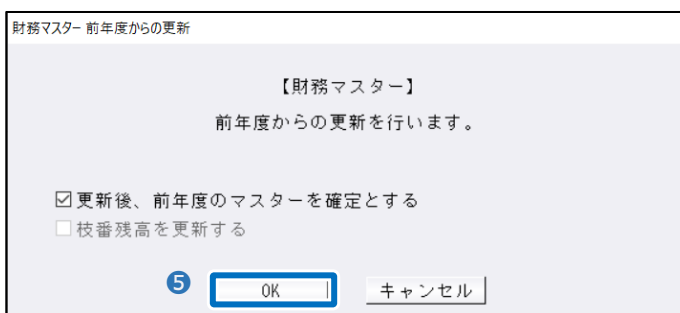 財務マスター 前年度からの更新
【財務マスター】
前年度からの更新を行います。
更新後、前年度のマスターを確定とする
枝番残高を更新する
❺ OK キャンセル